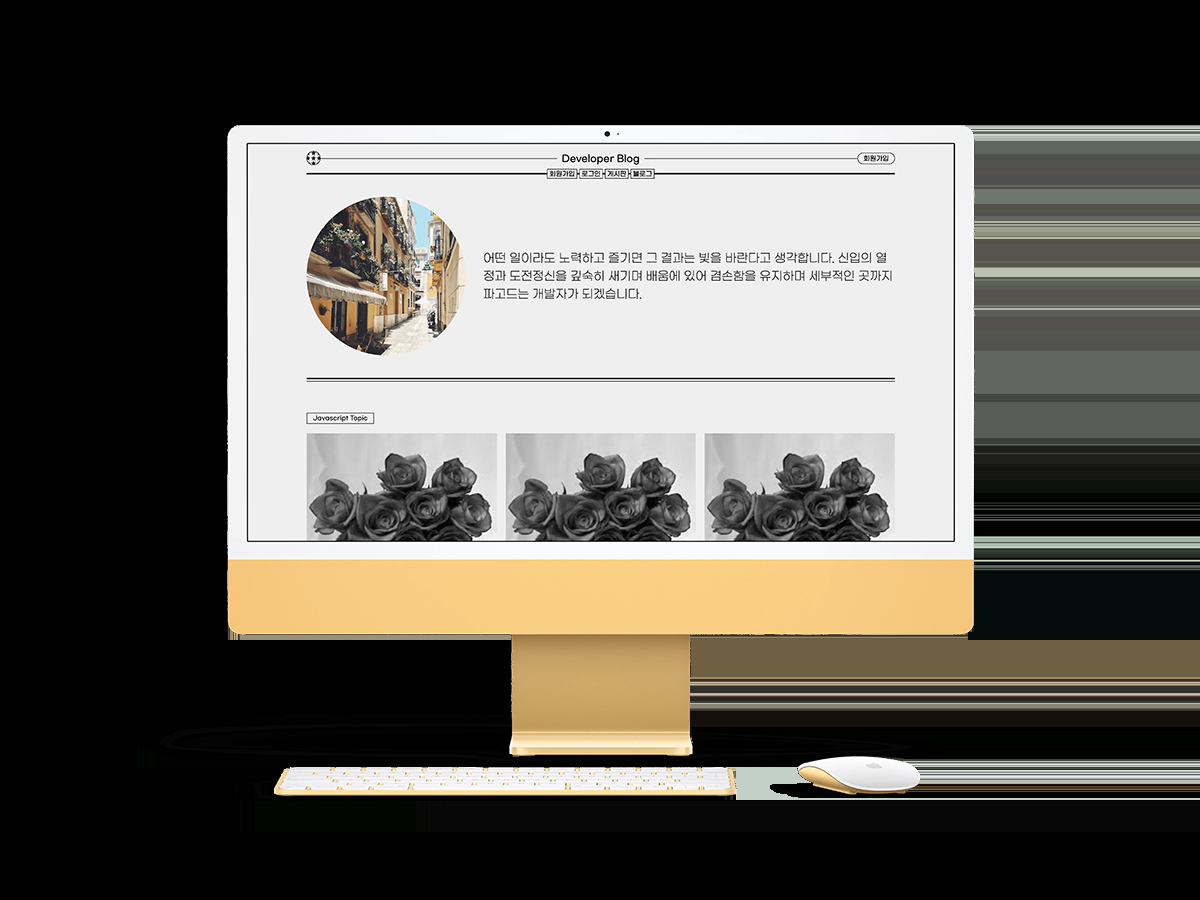 Developer Blog
회원가입
회원가입 로그인 게시판 블로그
어떤 일이라도 노력하고 즐기면 그 결과는 빛을 바란다고 생각합니다. 신입의 열
정과 도전정신을 깊숙히 새기며 배움에 있어 겸손함을 유지하며 세부적인 곳까지
파고드는 개발자가 되겠습니다.
Javascript Topic